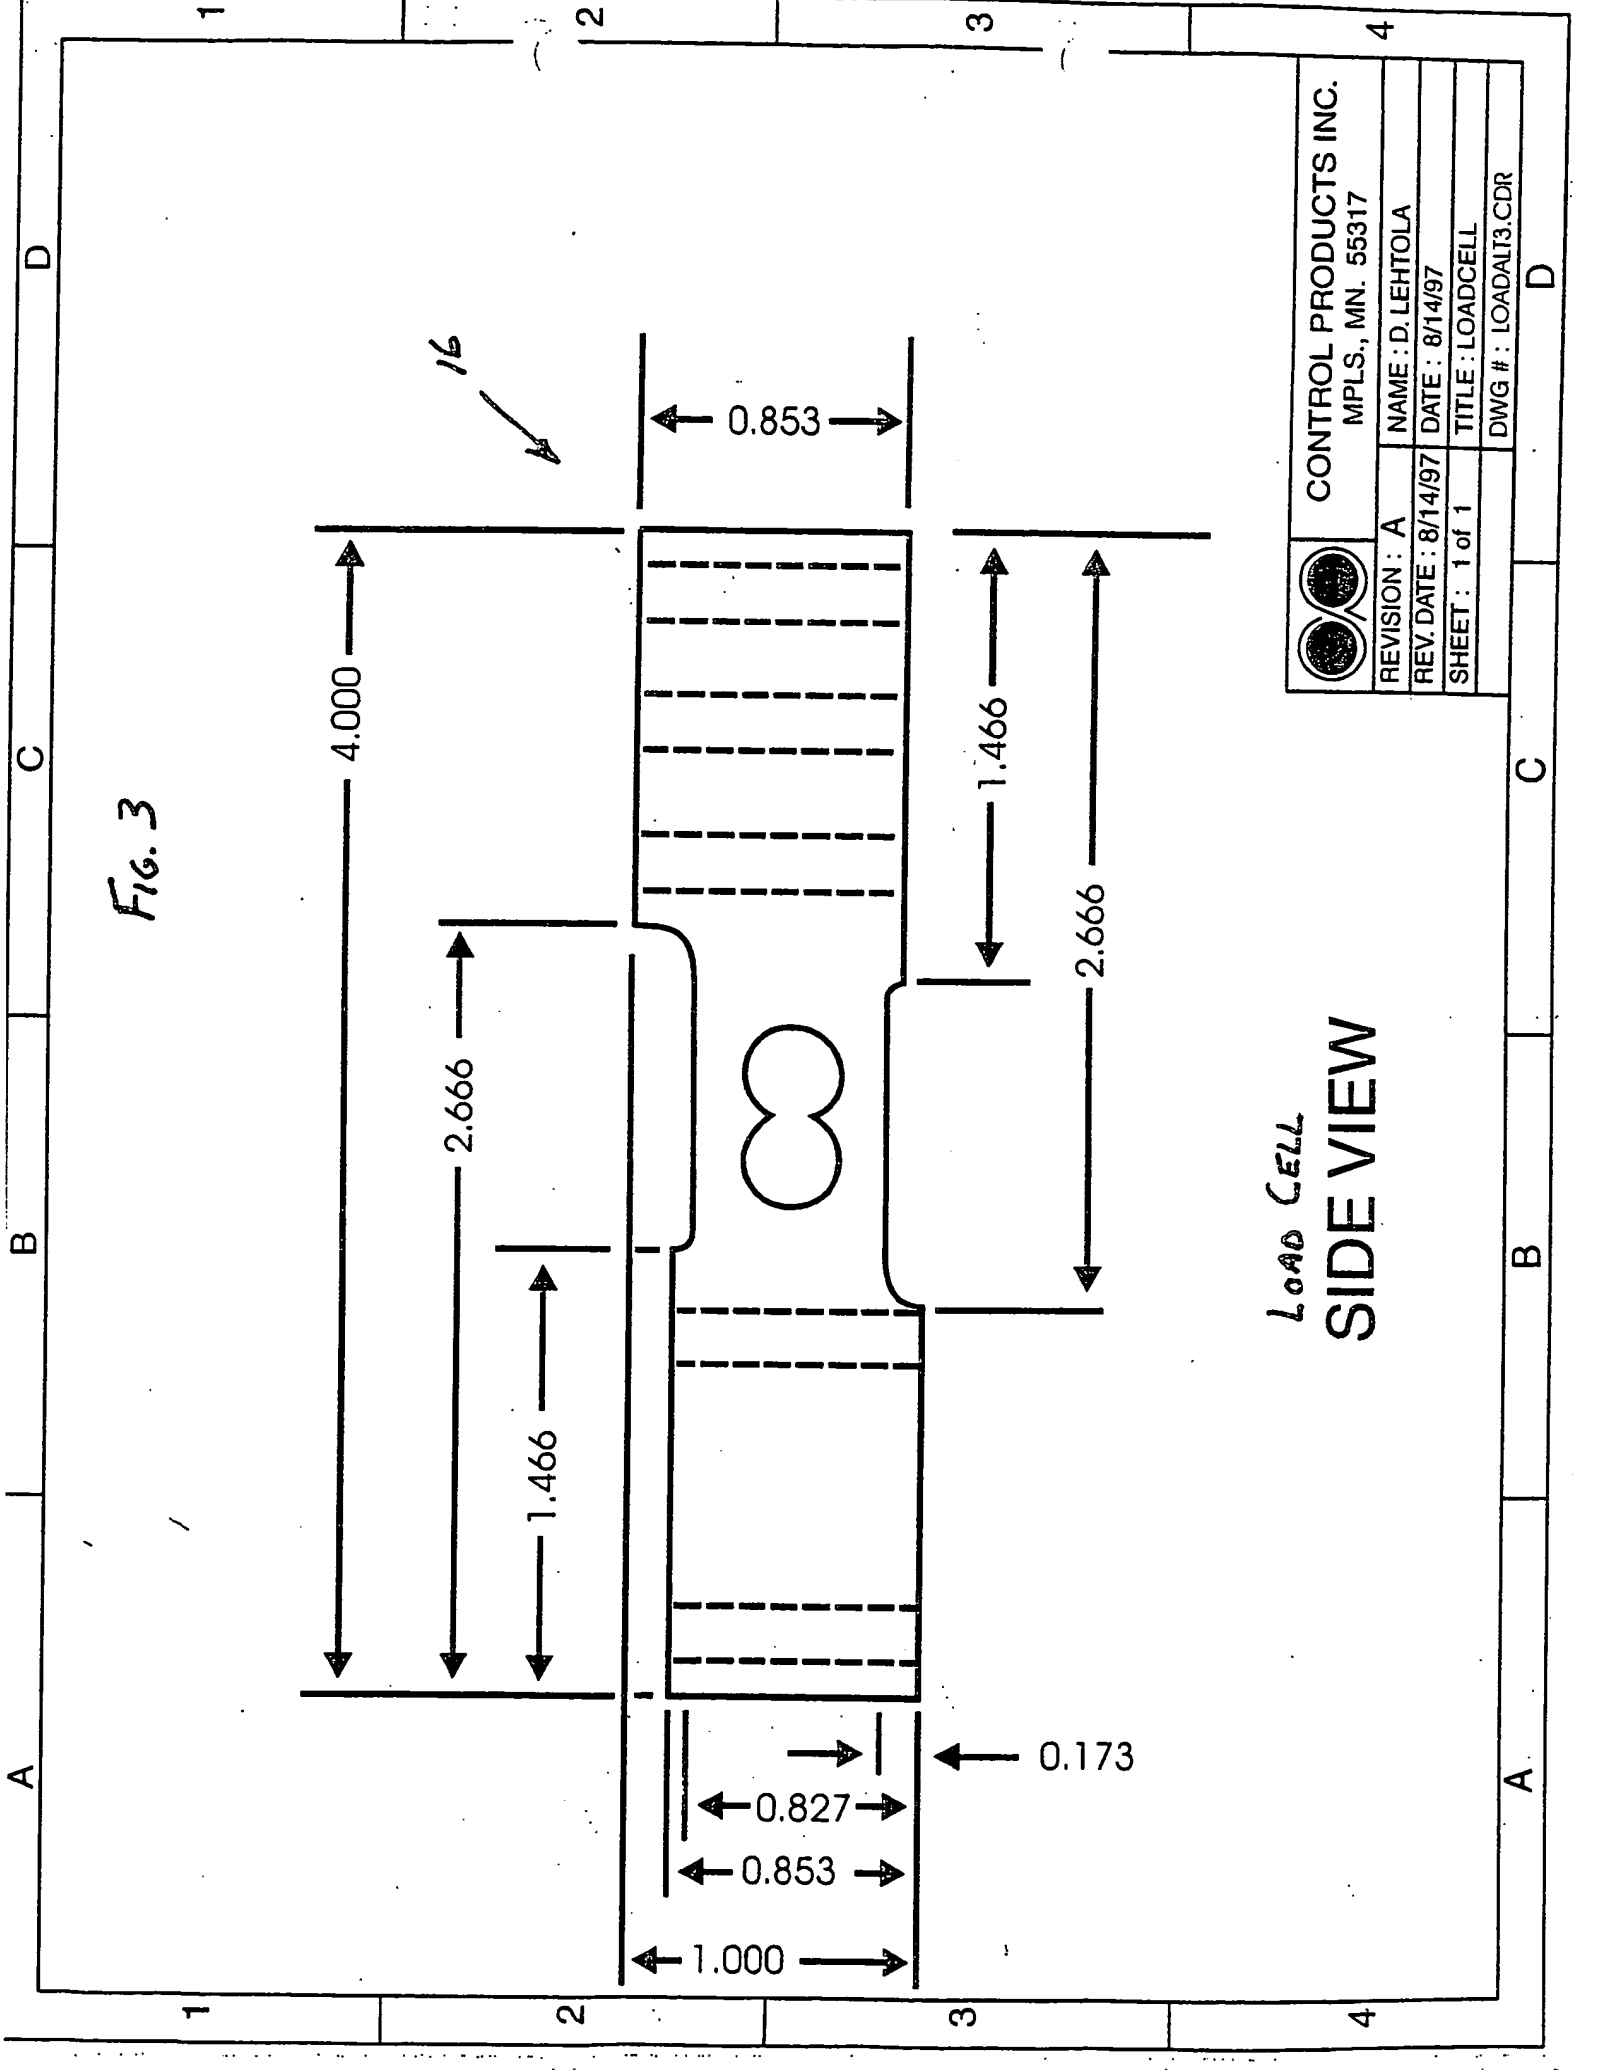 1
2
3
4
D
C
B
A
FIG. 3
16
4.000
2.666
1.466
0.853
1.466
2.666
0.173
0.827
0.853
1.000
LOAD CELL
SIDE VIEW
CONTROL PRODUCTS INC.
MPLS., MN. 55317
REVISION : A NAME : D. LEHTOLA
REV. DATE : 8/14/97 DATE : 8/14/97
SHEET : 1 of 1 TITLE : LOADCELL
DWG # : LOADALT3.CDR
D
C
B
A
1
2
3
4